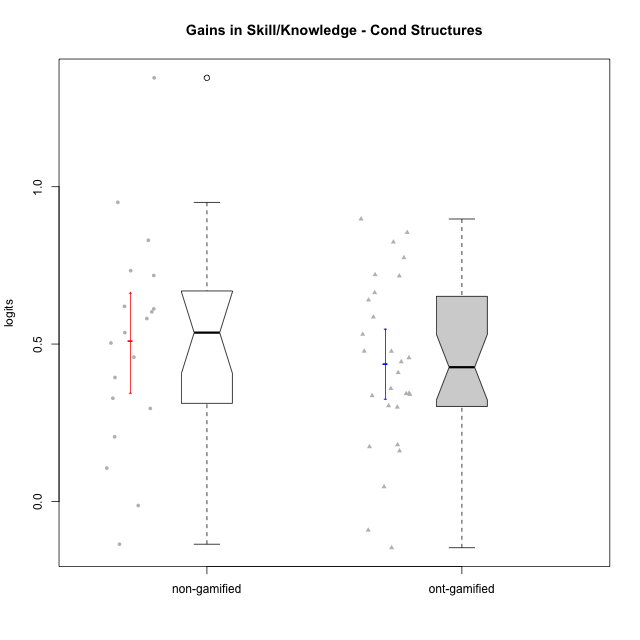 Gains in Skill/Knowledge - Cond Structures
logits
1.0
0.5
0.0
non-gamified
ont-gamified